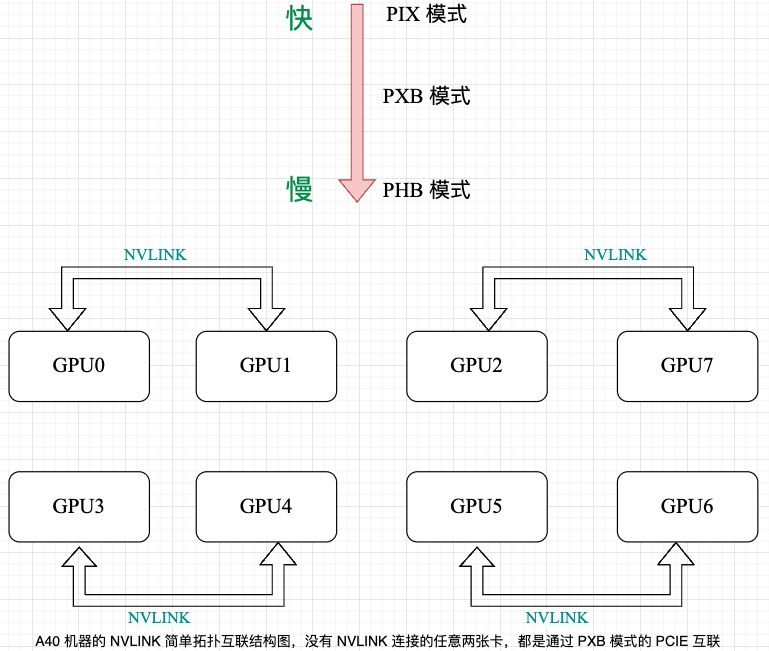 快
PIX 模式
PXB 模式
慢
PHB 模式
NVLINK
NVLINK
GPU0
GPU1
GPU2
GPU7
GPU3
GPU4
GPU5
GPU6
NVLINK
NVLINK
A40 机器的 NVLINK 简单拓扑互联结构图，没有 NVLINK 连接的任意两张卡，都是通过 PXB 模式的 PCIE 互联